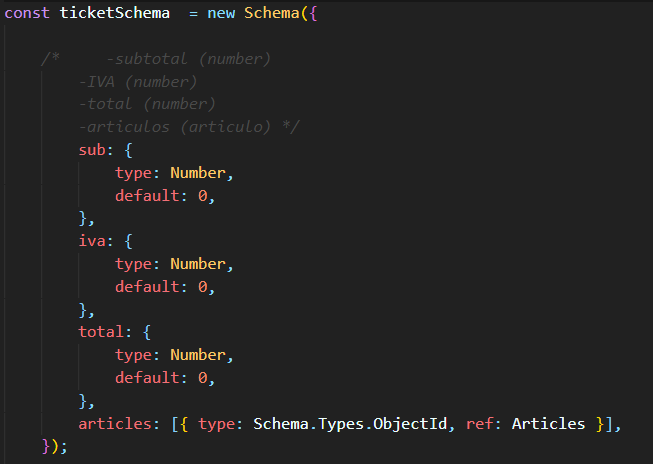 const ticketSchema  = new Schema({
/*     -subtotal (number)
-IVA (number)
-total (number)
-articulos (articulo) */
sub: {
type: Number,
default: 0,
},
iva: {
type: Number,
default: 0,
},
total: {
type: Number,
default: 0,
},
articles: [{ type: Schema.Types.ObjectId, ref: Articles }],
});